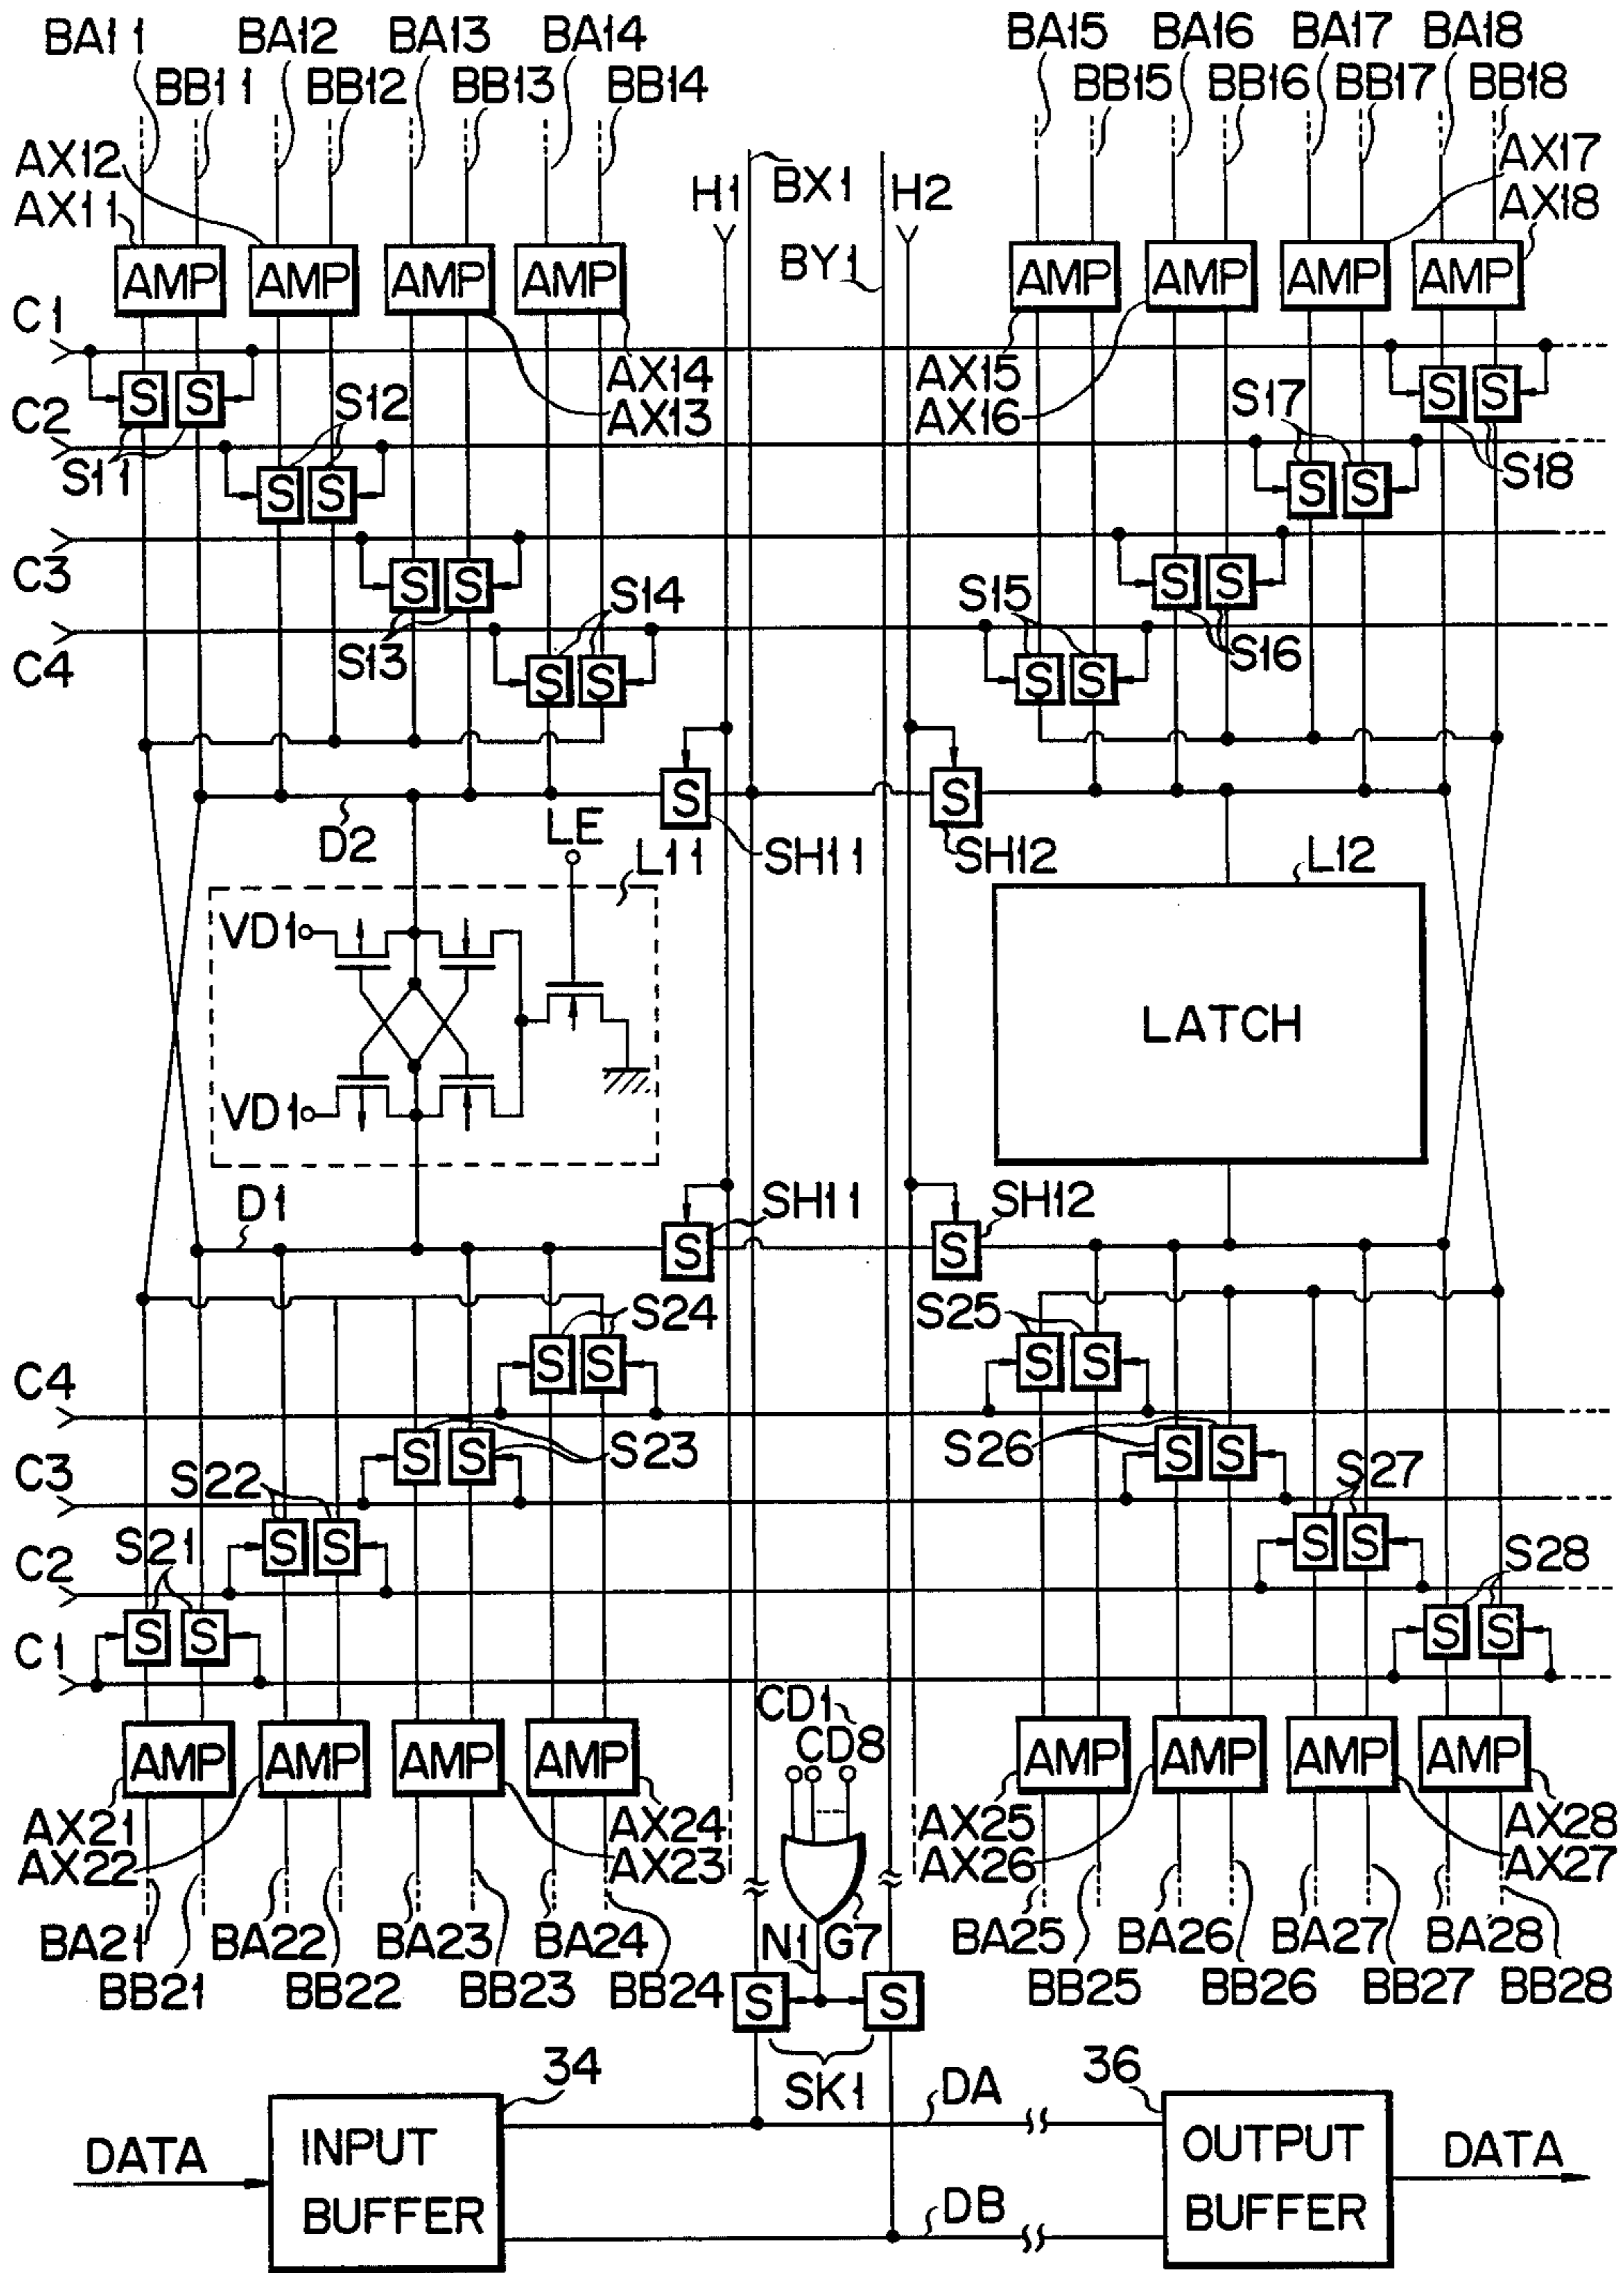 BA11 BA12 BA13 BA14 BA15 BA16 BA17 BA18
BB11 BB12 BB13 BB14 BB15 BB16 BB17 BB18
AX12 H1 BX1 H2 AX17
AX11 BY1 AX18
AMP AMP AMP AMP AMP AMP AMP AMP
C1
AX14 AX15
S S S12 AX13 AX16 S17 S S
C2
S11 S S S S S18
C3 S S S S
S13 S14 S15 S16
C4 S S S S
S S
D2 LE SH11 SH12 L12
L11
VD1
LATCH
VD1
D1 SH11 SH12
S S
S24 S25
C4 S S S S
S S S23 S26 S S
C3 S22 S27
S21 S S S S S28
C2
S S S S
C1 CD1
CD8
AMP AMP AMP AMP AMP AMP AMP AMP
AX21 AX24 AX25 AX28
AX22 AX23 AX26 AX27
BA21 BA22 BA23 BA24 N1 G7 BA25 BA26 BA27 BA28
BB21 BB22 BB23 BB24 BB25 BB26 BB27 BB28
S S
34 SK1 DA 36
DATA INPUT BUFFER OUTPUT BUFFER DATA
DB